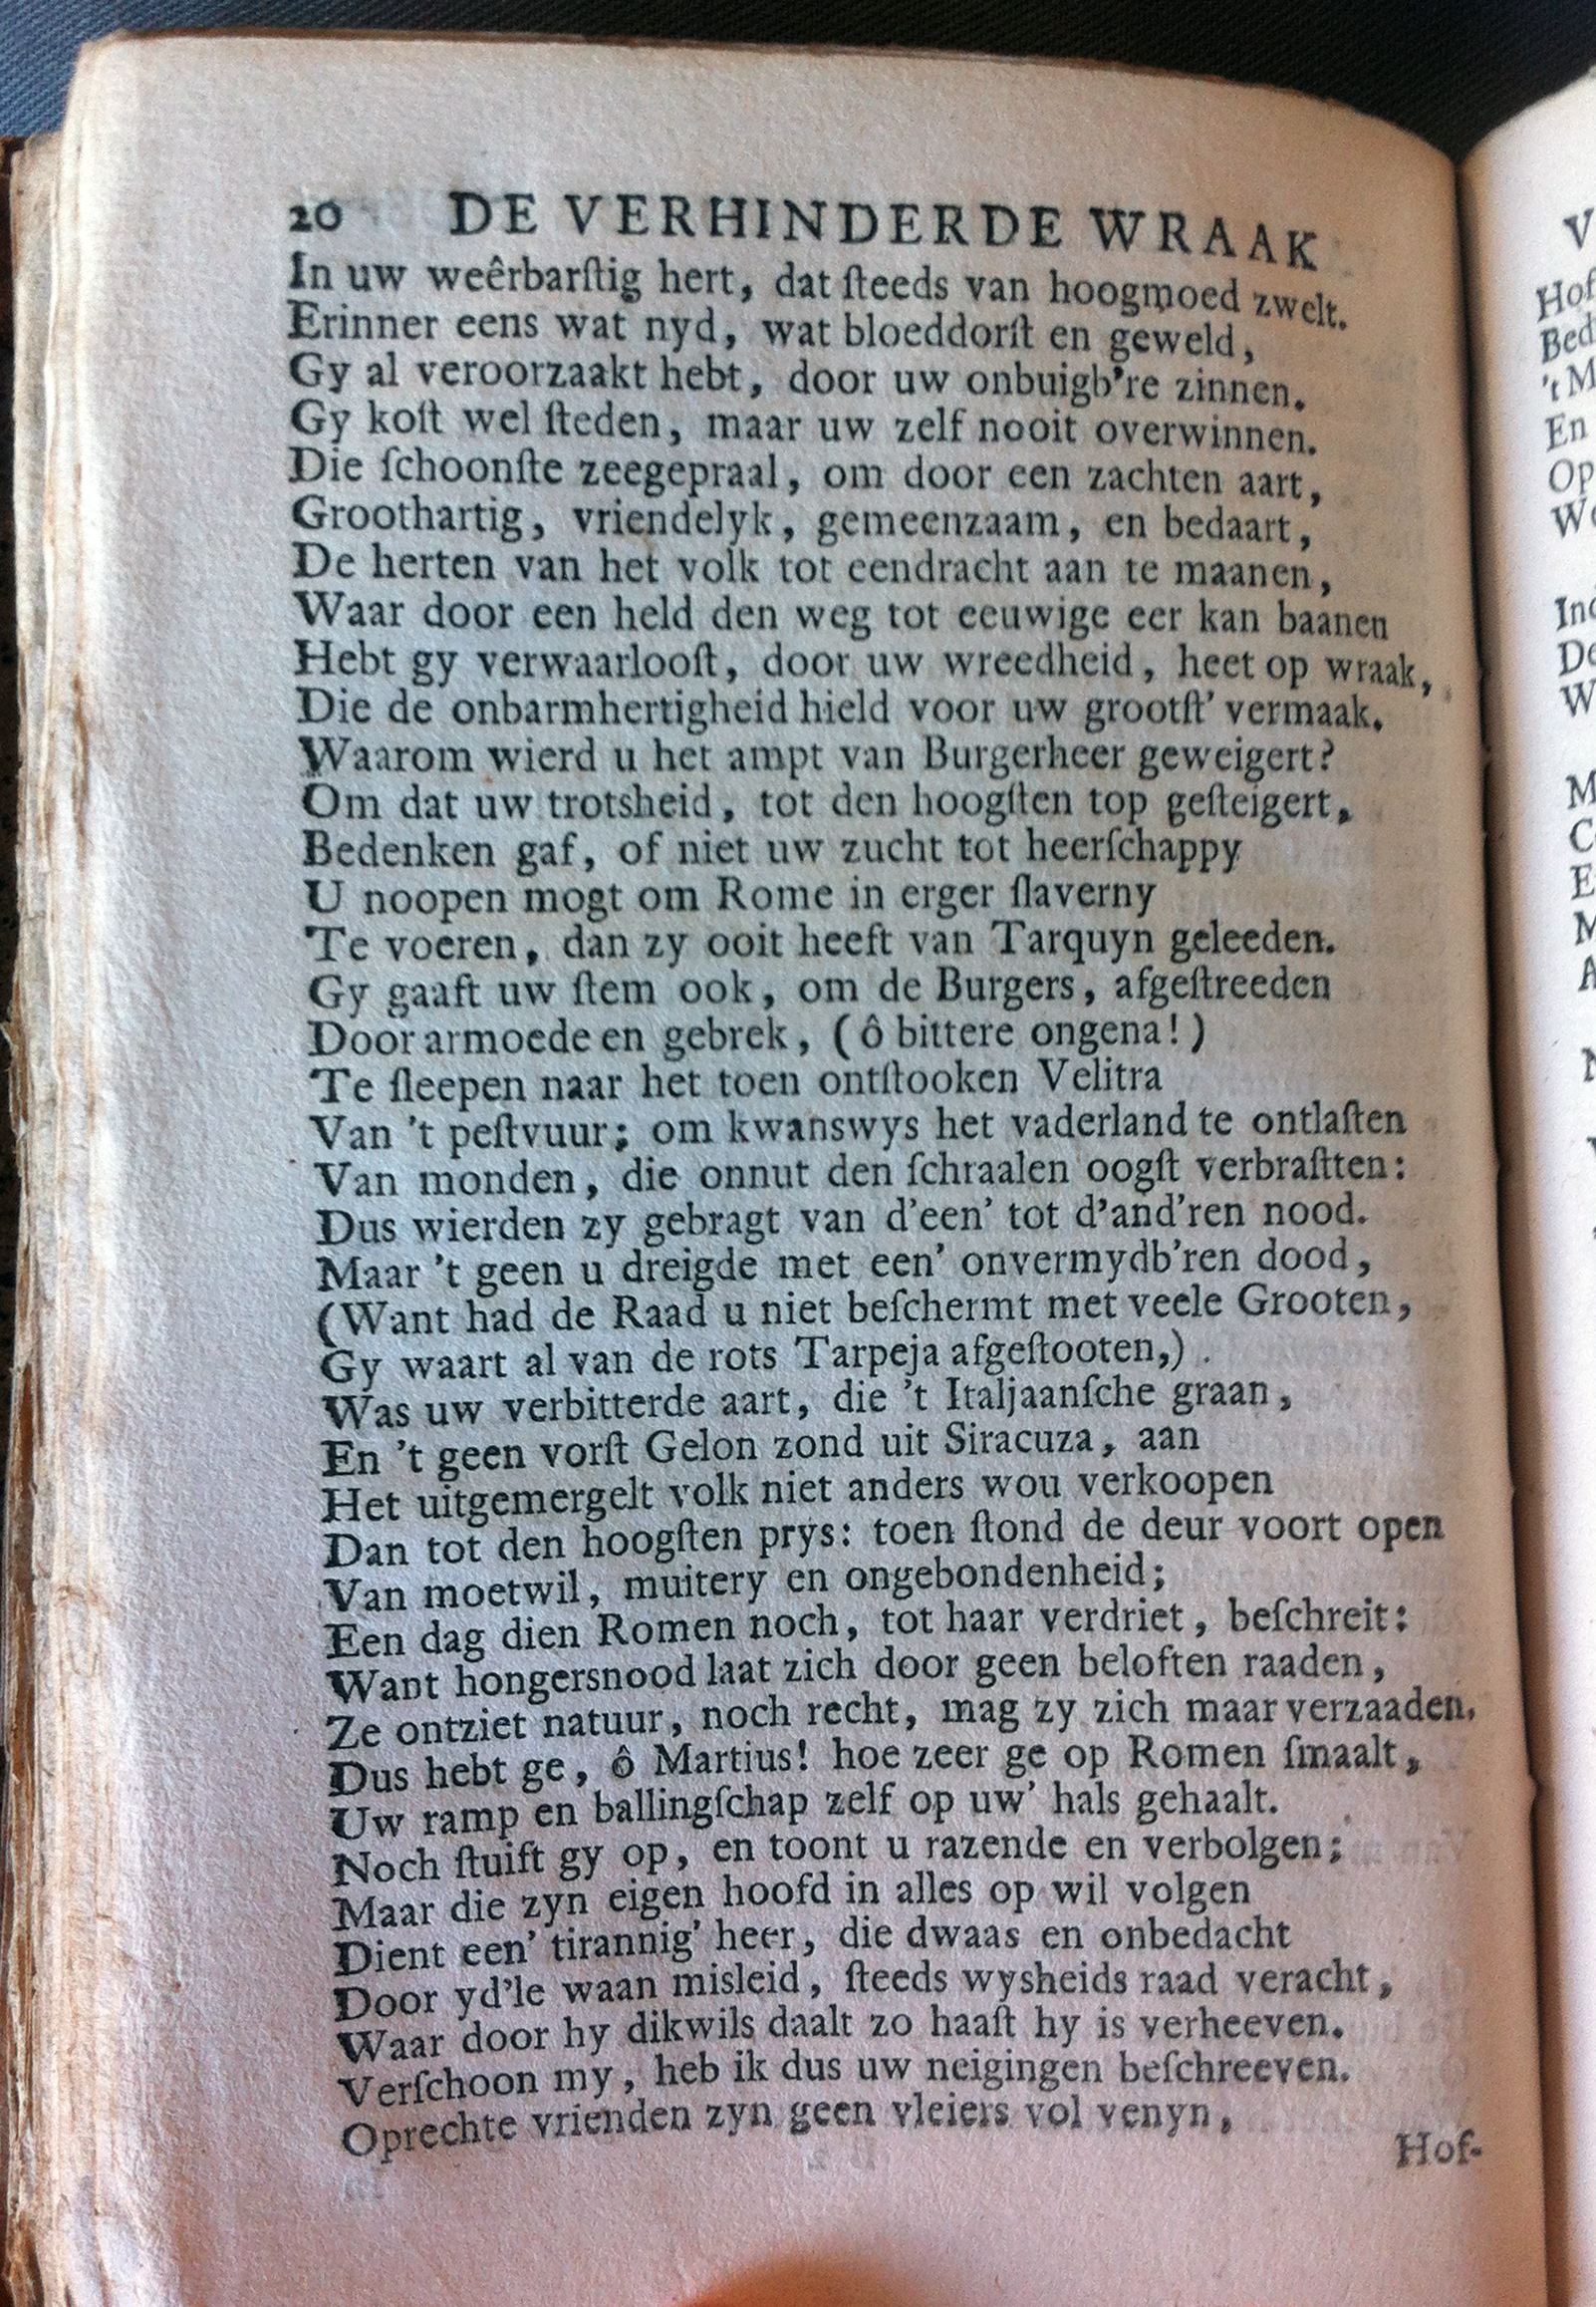 20 DE VERHINDERDE WRAAK
In uw weêrbarſtig hert, dat ſteeds van hoogmoed zwelt.
Erinner eens wat nyd, wat bloeddorſt en geweld,
Gy al veroorzaakt hebt, door uw onbuigb're zinnen.
Gy koſt wel ſteden, maar uw zelf nooit overwinnen.
Die ſchoonſte zeegepraal, om door een zachten aart,
Groothartig, vriendelyk, gemeenzaam, en bedaart,
De herten van het volk tot eendracht aan te maanen,
Waar door een held den weg tot eeuwige eer kan baanen
Hebt gy verwaarlooſt, door uw wreedheid, heet op wraak,
Die de onbarmhertigheid hield voor uw grootſt' vermaak.
Waarom wierd u het ampt van Burgerheer geweigert?
Om dat uw trotsheid, tot den hoogſten top geſteigert,
Bedenken gaf, of niet uw zucht tot heerſchappy
U noopen mogt om Rome in erger ſlaverny
Te voeren, dan zy ooit heeft van Tarquyn geleeden.
Gy gaaft uw ſtem ook, om de Burgers, afgeſtreeden
Door armoede en gebrek, (ô bittere ongena!)
Te ſleepen naar het toen ontſtooken Velitra
Van 't peſtvuur; om kwanswys het vaderland te ontlaſten
Van monden, die onnut den ſchraalen oogſt verbraſtten:
Dus wierden zy gebragt van d'een' tot d'and'ren nood.
Maar 't geen u dreigde met een' onvermydb'ren dood,
(Want had de Raad u niet beſchermt met veele Grooten,
Gy waart al van de rots Tarpeja afgeſtooten,).
Was uw verbitterde aart, die 't Italjaanſche graan,
En 't geen vorſt Gelon zond uit Siracuza, aan
Het uitgemergelt volk niet anders wou verkoopen
Dan tot den hoogſten prys: toen ſtond de deur voort open
Van moetwil, muitery en ongebondenheid;
Een dag dien Romen noch, tot haar verdriet, beſchreit:
Want hongersnood laat zich door geen beloften raaden,
Ze ontziet natuur, noch recht, mag zy zich maar verzaaden.
Dus hebt ge, ô Martius! hoe zeer ge op Romen ſmaalt,
Uw ramp en ballingſchap zelf op uw' hals gehaalt.
Noch ſtuift gy op, en toont u razende en verbolgen;
Maar die zyn eigen hoofd in alles op wil volgen
Dient een' tirannig' heer, die dwaas en onbedacht
Door yd'le waan misleid, ſteeds wysheids raad veracht,
Waar door hy dikwils daalt zo haaſt hy is verheeven.
Verſchoon my, heb ik dus uw neigingen beſchreeven.
Oprechte vrienden zyn geen vleiers vol venyn,
Hof-